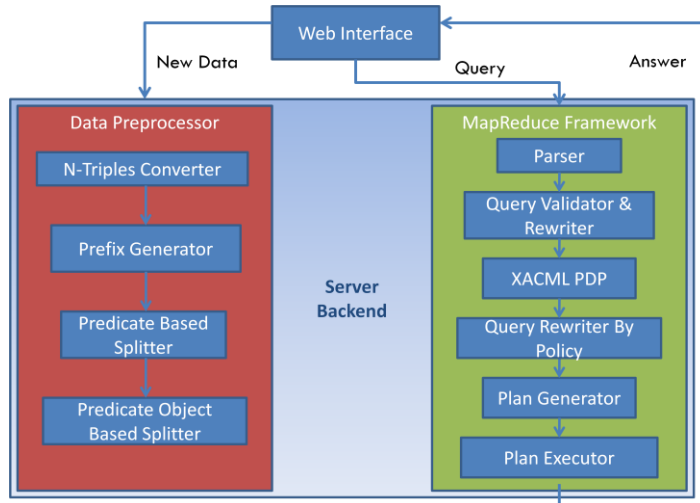 Web Interface
New Data
Query
Answer
Data Preprocessor
N-Triples Converter
Prefix Generator
Predicate Based
Splitter
Predicate Object
Based Splitter
Server
Backend
MapReduce Framework
Parser
Query Validator &
Rewriter
XACML PDP
Query Rewriter By
Policy
Plan Generator
Plan Executor